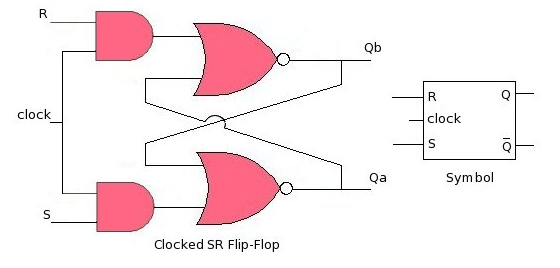 R
Qb
clock
Qa
S
Clocked SR Flip-Flop
R
Q
clock
S
Q̅
Symbol